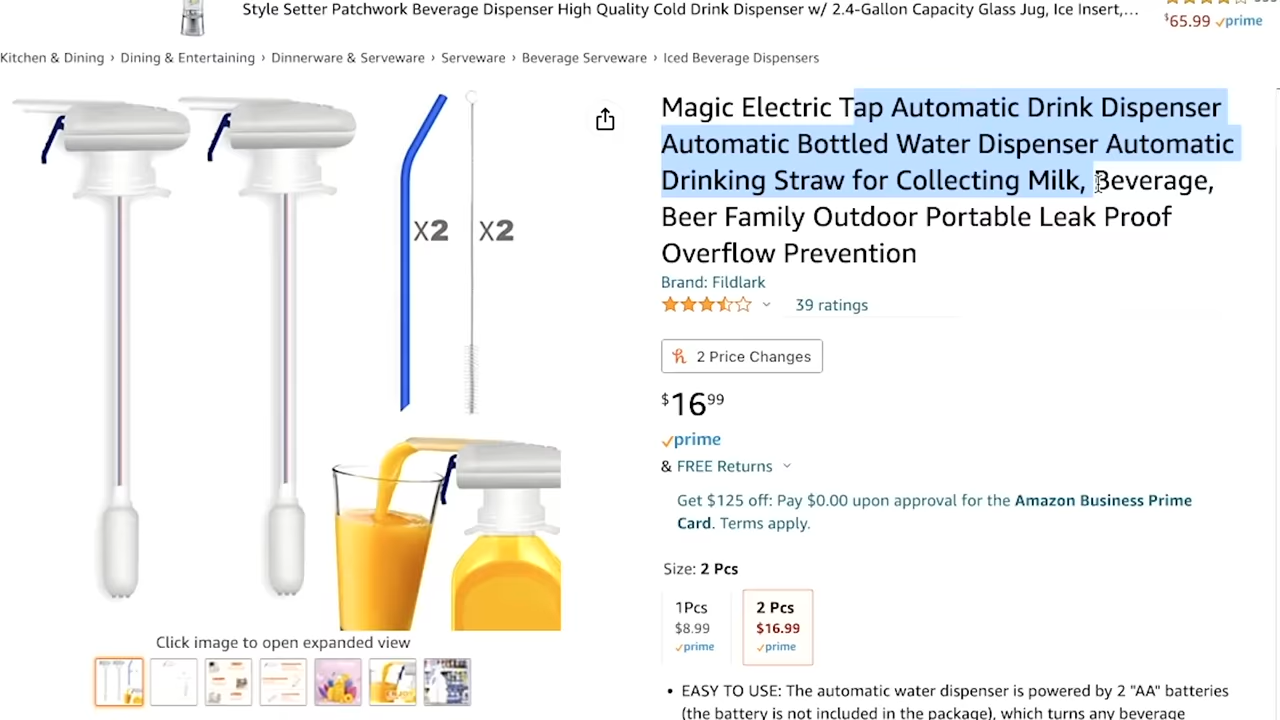 Style Setter Patchwork Beverage Dispenser High Quality Cold Drink Dispenser w/ 2.4-Gallon Capacity Glass Jug, Ice Insert,...
$65.99 prime
Kitchen & Dining › Dining & Entertaining › Dinnerware & Serveware › Serveware › Beverage Serveware › Iced Beverage Dispensers
X2
X2
Click image to open expanded view
Magic Electric Tap Automatic Drink Dispenser
Automatic Bottled Water Dispenser Automatic
Drinking Straw for Collecting Milk, Beverage,
Beer Family Outdoor Portable Leak Proof
Overflow Prevention
Brand: Fildlark
39 ratings
2 Price Changes
$16.99
prime
& FREE Returns
Get $125 off: Pay $0.00 upon approval for the Amazon Business Prime
Card. Terms apply.
Size: 2 Pcs
1Pcs
$8.99
prime
2 Pcs
$16.99
prime
• EASY TO USE: The automatic water dispenser is powered by 2 "AA" batteries
(the battery is not included in the package), which turns any beverage